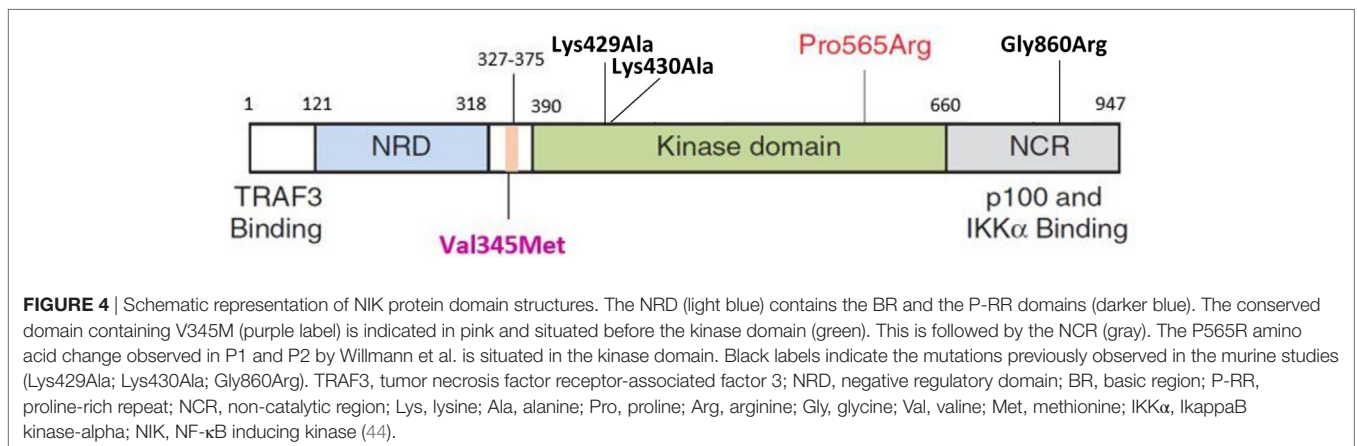 Lys429Ala
Pro565Arg
Gly860Arg
327-375
Lys430Ala
1
121
318
390
660
947
NRD
Kinase domain
NCR
TRAF3
Binding
p100 and
IKKα Binding
Val345Met
FIGURE 4 | Schematic representation of NIK protein domain structures. The NRD (light blue) contains the BR and the P-RR domains (darker blue). The conserved
domain containing V345M (purple label) is indicated in pink and situated before the kinase domain (green). This is followed by the NCR (gray). The P565R amino
acid change observed in P1 and P2 by Willmann et al. is situated in the kinase domain. Black labels indicate the mutations previously observed in the murine studies
(Lys429Ala; Lys430Ala; Gly860Arg). TRAF3, tumor necrosis factor receptor-associated factor 3; NRD, negative regulatory domain; BR, basic region; P-RR,
proline-rich repeat; NCR, non-catalytic region; Lys, lysine; Ala, alanine; Pro, proline; Arg, arginine; Gly, glycine; Val, valine; Met, methionine; IKKα, IkappaB
kinase-alpha; NIK, NF-κB inducing kinase (44).